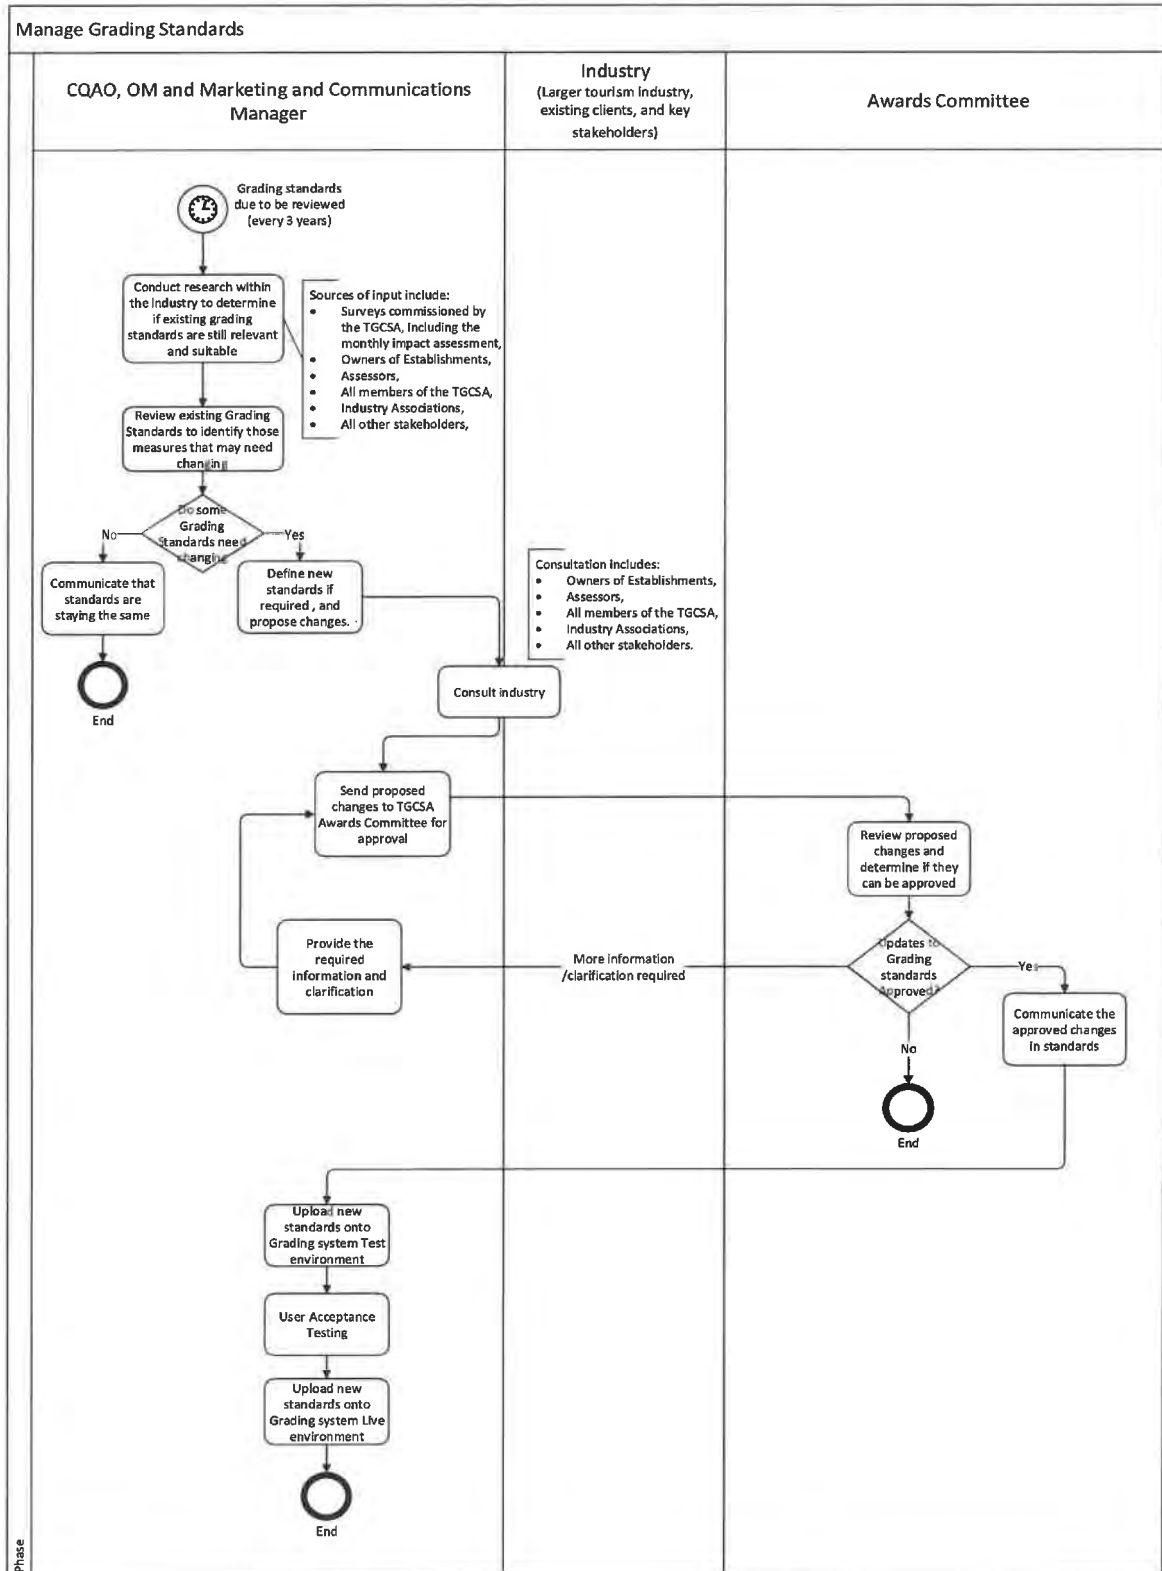 Manage Grading Standards
CQAO, OM and Marketing and Communications
Manager
Industry
(Larger tourism industry,
existing clients, and key
stakeholders)
Awards Committee
Grading standards
due to be reviewed
(every 3 years)
Conduct research within
the Industry to determine
if existing grading
standards are still relevant
and suitable
Sources of input include:
• Surveys commissioned by
the TGCSA, Including the
monthly impact assessment,
• Owners of Establishments,
• Assessors,
• All members of the TGCSA,
• Industry Associations,
• All other stakeholders,
Review existing Grading
Standards to identify those
measures that may need
changing
Do some
Grading
Standards need
changing
No
Yes
Communicate that
standards are
staying the same
End
Define new
standards if
required , and
propose changes.
Consultation includes:
• Owners of Establishments,
• Assessors,
• All members of the TGCSA,
• Industry Associations,
• All other stakeholders.
Consult industry
Send proposed
changes to TGCSA
Awards Committee for
approval
Review proposed
changes and
determine if they
can be approved
Provide the
required
information and
clarification
More information
/clarification required
Updates to
Grading
standards
Approved?
Yes
Communicate the
approved changes
in standards
No
End
Upload new
standards onto
Grading system Test
environment
User Acceptance
Testing
Upload new
standards onto
Grading system Live
environment
End
Phase